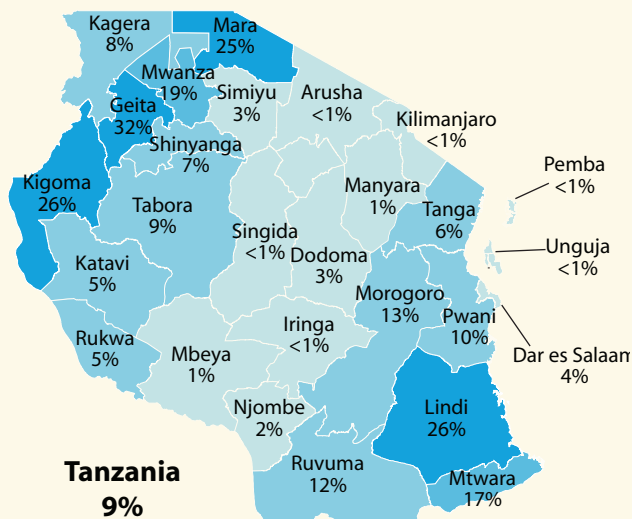 Kagera
8%
Mara
25%
Mwanza
19%
Geita
32%
Simiyu
3%
Arusha
<1%
Kilimanjaro
<1%
Shinyanga
7%
Pemba
<1%
Kigoma
26%
Tabora
9%
Manyara
1%
Tanga
6%
Singida
<1%
Unguja
<1%
Dodoma
3%
Katavi
5%
Morogoro
13%
Pwani
10%
Rukwa
5%
Iringa
<1%
Mbeya
1%
Dar es Salaam
4%
Njombe
2%
Lindi
26%
Ruvuma
12%
Mtwara
17%
Tanzania
9%